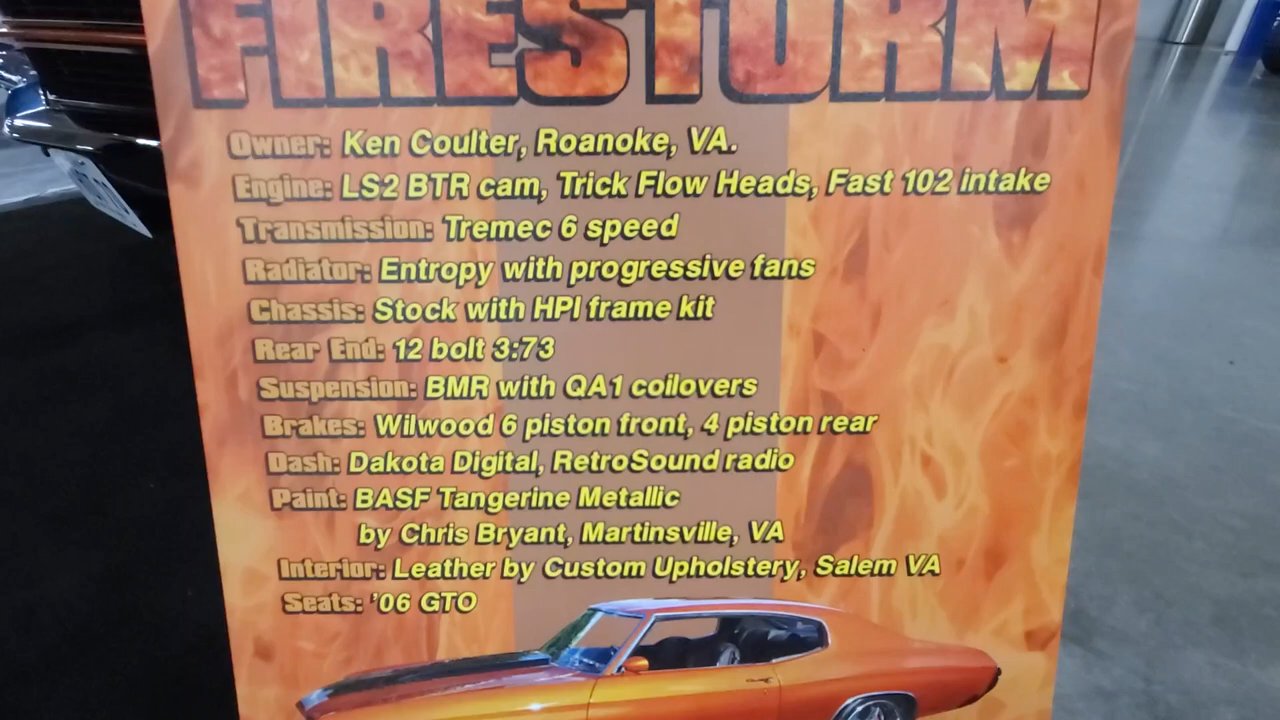 FIRESTORM
Owner: Ken Coulter, Roanoke, VA.
Engine: LS2 BTR cam, Trick Flow Heads, Fast 102 intake
Transmission: Tremec 6 speed
Radiator: Entropy with progressive fans
Chassis: Stock with HPI frame kit
Rear End: 12 bolt 3:73
Suspension: BMR with QA1 coilovers
Brakes: Wilwood 6 piston front, 4 piston rear
Dash: Dakota Digital, RetroSound radio
Paint: BASF Tangerine Metallic
by Chris Bryant, Martinsville, VA
Interior: Leather by Custom Upholstery, Salem VA
Seats: '06 GTO